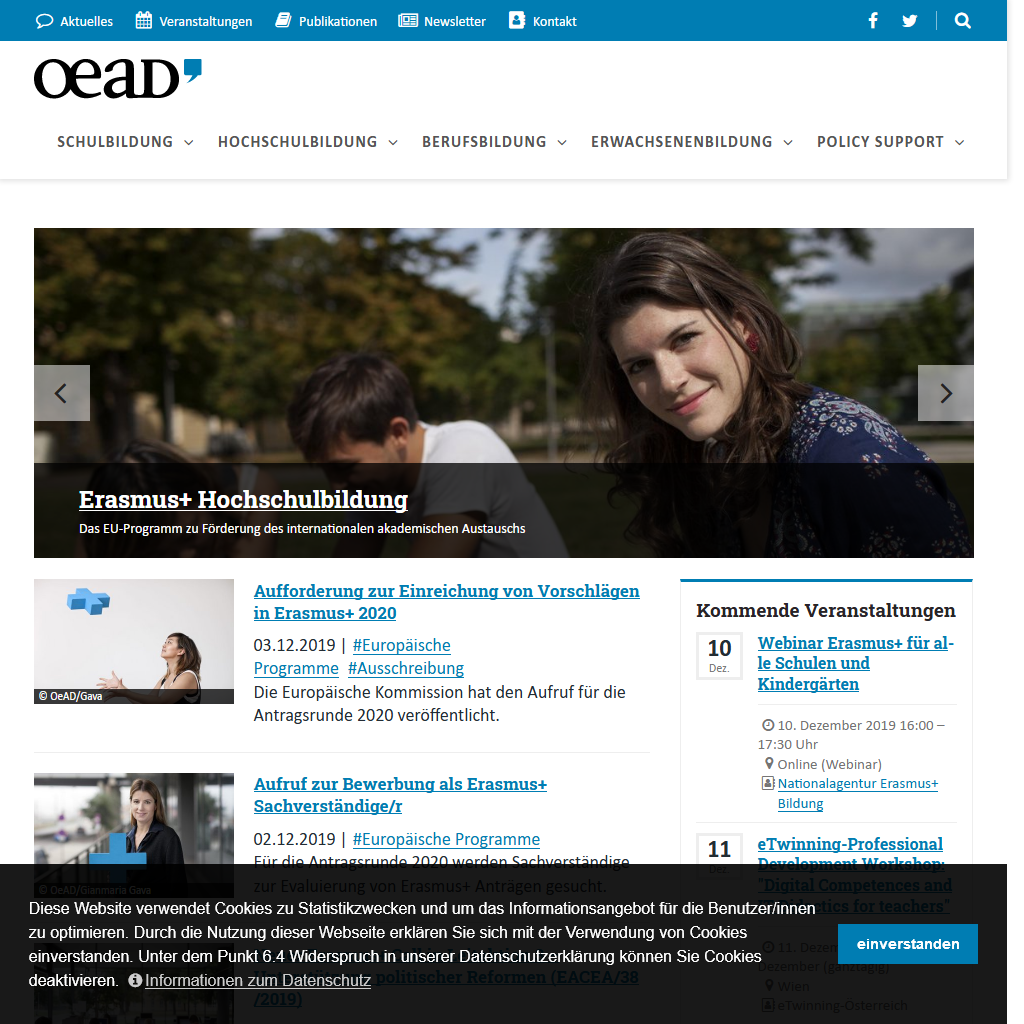 Aktuelles Veranstaltungen Publikationen Newsletter Kontakt
OeAD
SCHULBILDUNG HOCHSCHULBILDUNG BERUFSBILDUNG ERWACHSENENBILDUNG POLICY SUPPORT
Erasmus+ Hochschulbildung
Das EU-Programm zu Förderung des internationalen akademischen Austauschs
© OeAD/Gava
Aufforderung zur Einreichung von Vorschlägen
in Erasmus+ 2020
03.12.2019 | #Europäische
Programme #Ausschreibung
Die Europäische Kommission hat den Aufruf für die
Antragsrunde 2020 veröffentlicht.
© OeAD/Gianmaria Gava
Aufruf zur Bewerbung als Erasmus+
Sachverständige/r
02.12.2019 | #Europäische Programme
Für die Antragsrunde 2020 werden Sachverständige
zur Evaluierung von Erasmus+ Anträgen gesucht.
politischer Reformen (EACEA/38
/2019)
Kommende Veranstaltungen
10
Dez.
Webinar Erasmus+ für al-
le Schulen und
Kindergärten
10. Dezember 2019 16:00 –
17:30 Uhr
Online (Webinar)
Nationalagentur Erasmus+
Bildung
11
Dez.
eTwinning-Professional
Development Workshop:
"Digital Competences and
for teachers"
11.
Dezember (ganztägig)
Wien
eTwinning-Österreich
Diese Website verwendet Cookies zu Statistikzwecken und um das Informationsangebot für die Benutzer/innen
zu optimieren. Durch die Nutzung dieser Webseite erklären Sie sich mit der Verwendung von Cookies
einverstanden. Unter dem Punkt 6.4 Widerspruch in unserer Datenschutzerklärung können Sie Cookies
deaktivieren. Informationen zum Datenschutz
einverstanden